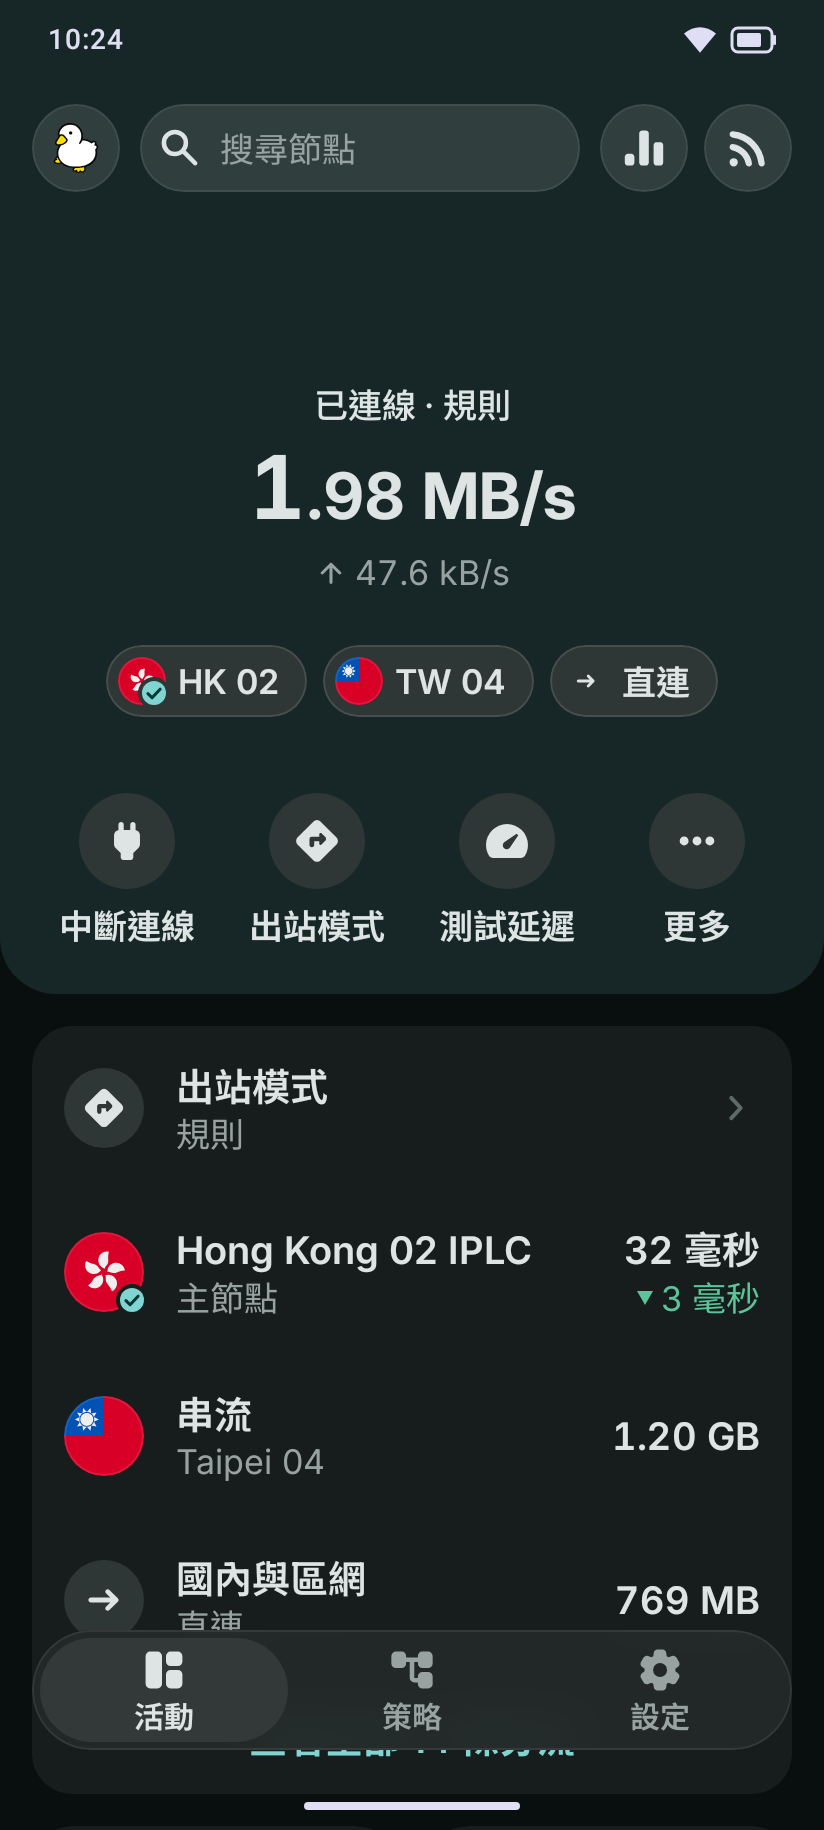 10:24
搜尋節點
已連線 · 規則
1.98 MB/s
↑ 47.6 kB/s
HK 02
TW 04
→ 直連
中斷連線
出站模式
測試延遲
更多
出站模式
規則
Hong Kong 02 IPLC
32 毫秒
主節點
▼3 毫秒
串流
1.20 GB
Taipei 04
國內與區網
769 MB
直連
活動
策略
設定